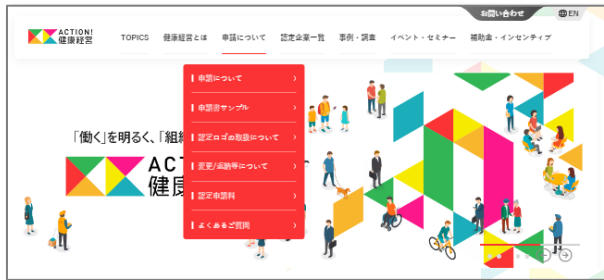 お問い合わせ
EN
ACTION!
健康経営
TOPICS 健康経営とは 申請について 認定企業一覧 事例・調査 イベント・セミナー 補助金・インセンティブ
申請について
申請書サンプル
認定ロゴの取扱について
変更/返納等について
認定申請料
よくあるご質問
「働く」を明るく、「組
AC
健康